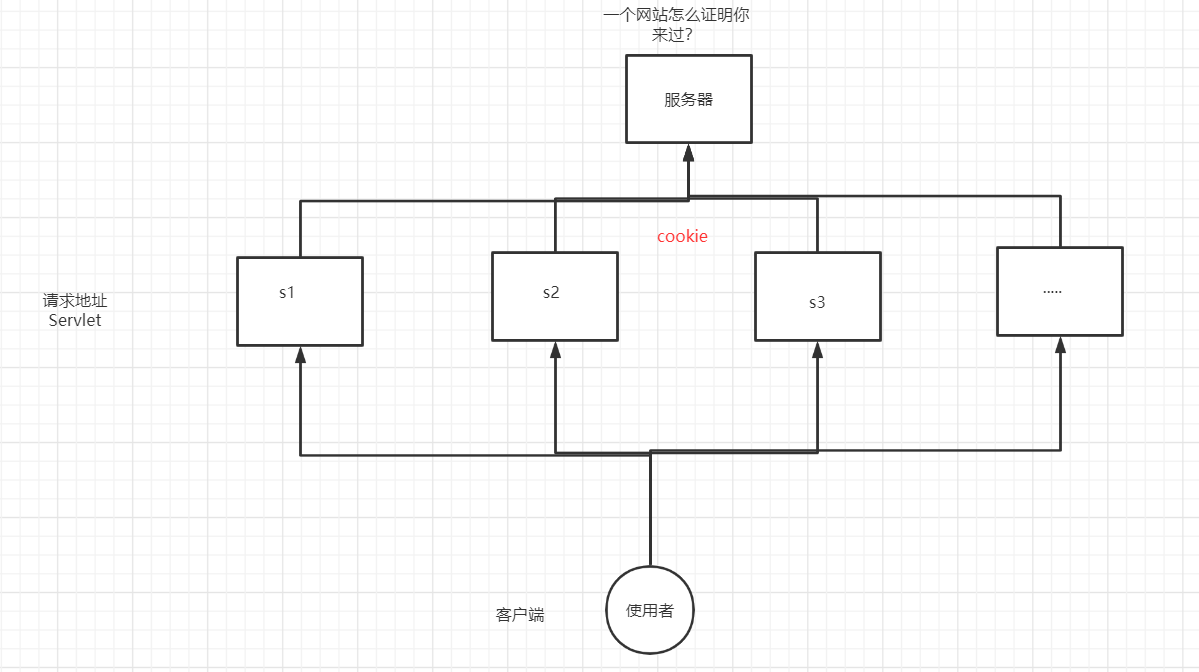 一个网站怎么证明你
来过？
服务器
cookie
s1
s2
s3
.....
请求地址
Servlet
客户端
使用者